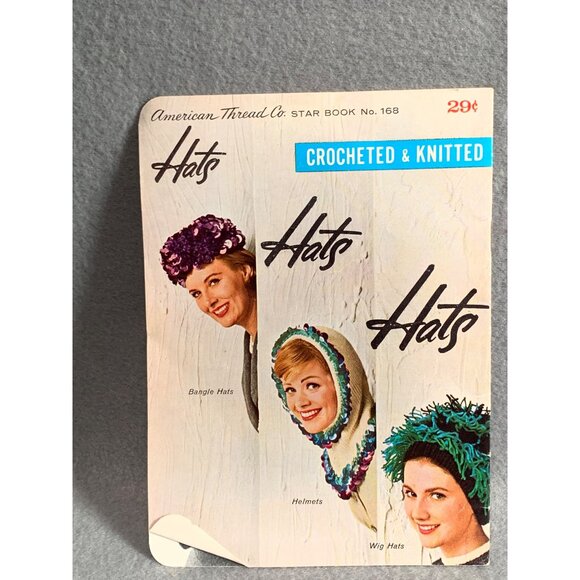 American Thread Co. STAR BOOK No. 168
29¢
CROCHETED & KNITTED
Hats
Hats
Hats
Bangle Hats
Helmets
Wig Hats